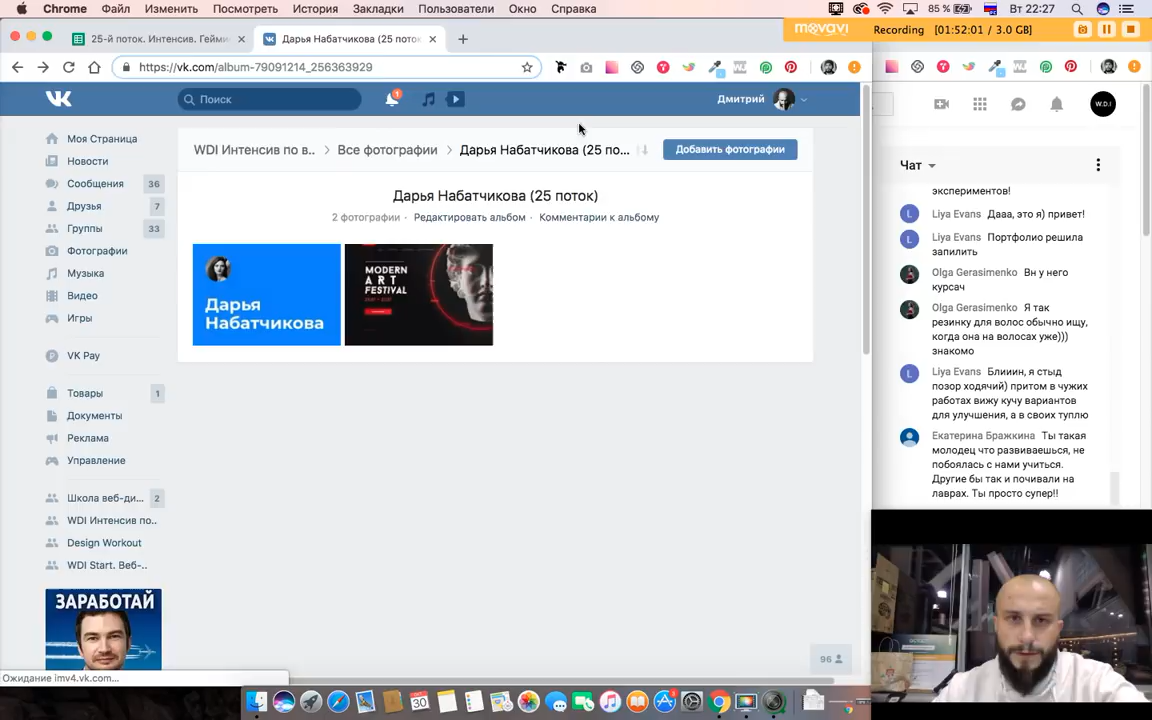 Chrome Файл Изменить Посмотреть История Закладки Пользователи Окно Справка 85 % Вт 22:27
movavi Recording [01:52:01 / 3.0 GB]
25-й поток. Интенсив. Гейми
Дарья Набатчикова (25 пото
https://vk.com/album-79091214_256363929
Поиск
1
Дмитрий
W.D.I
Моя Страница
Новости
Сообщения 36
Друзья 7
Группы 33
Фотографии
Музыка
Видео
Игры
VK Pay
Товары 1
Документы
Реклама
Управление
Школа веб-ди... 2
WDI Интенсив по..
Design Workout
WDI Start. Веб-..
ЗАРАБОТАЙ
WDI Интенсив по в.. Все фотографии Дарья Набатчикова (25 по... Добавить фотографии
Дарья Набатчикова (25 поток)
2 фотографии Редактировать альбом Комментарии к альбому
Дарья
Набатчикова
MODERN
ART
FESTIVAL
96
Ожидание imv4.vk.com...
Чат
экспериментов!
Liya Evans Дааа, это я) привет!
Liya Evans Портфолио решила
запилить
Olga Gerasimenko Вн у него
курсач
Olga Gerasimenko Я так
резинку для волос обычно ищу,
когда она на волосах уже)))
знакомо
Liya Evans Блииин, я стыд
позор ходячий) притом в чужих
работах вижу кучу вариантов
для улучшения, а в своих туплю
Екатерина Бражкина Ты такая
молодец что развиваешься, не
побоялась с нами учиться.
Другие бы так и почивали на
лаврах. Ты просто супер!!
30